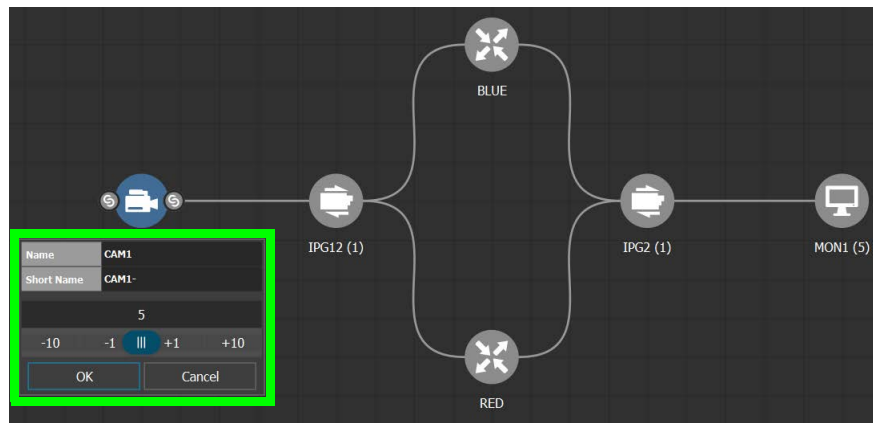 BLUE
IPG12 (1)
IPG2 (1)
MON1 (5)
Name CAM1
Short Name CAM1-
5
-10 -1 +1 +10
OK Cancel
RED